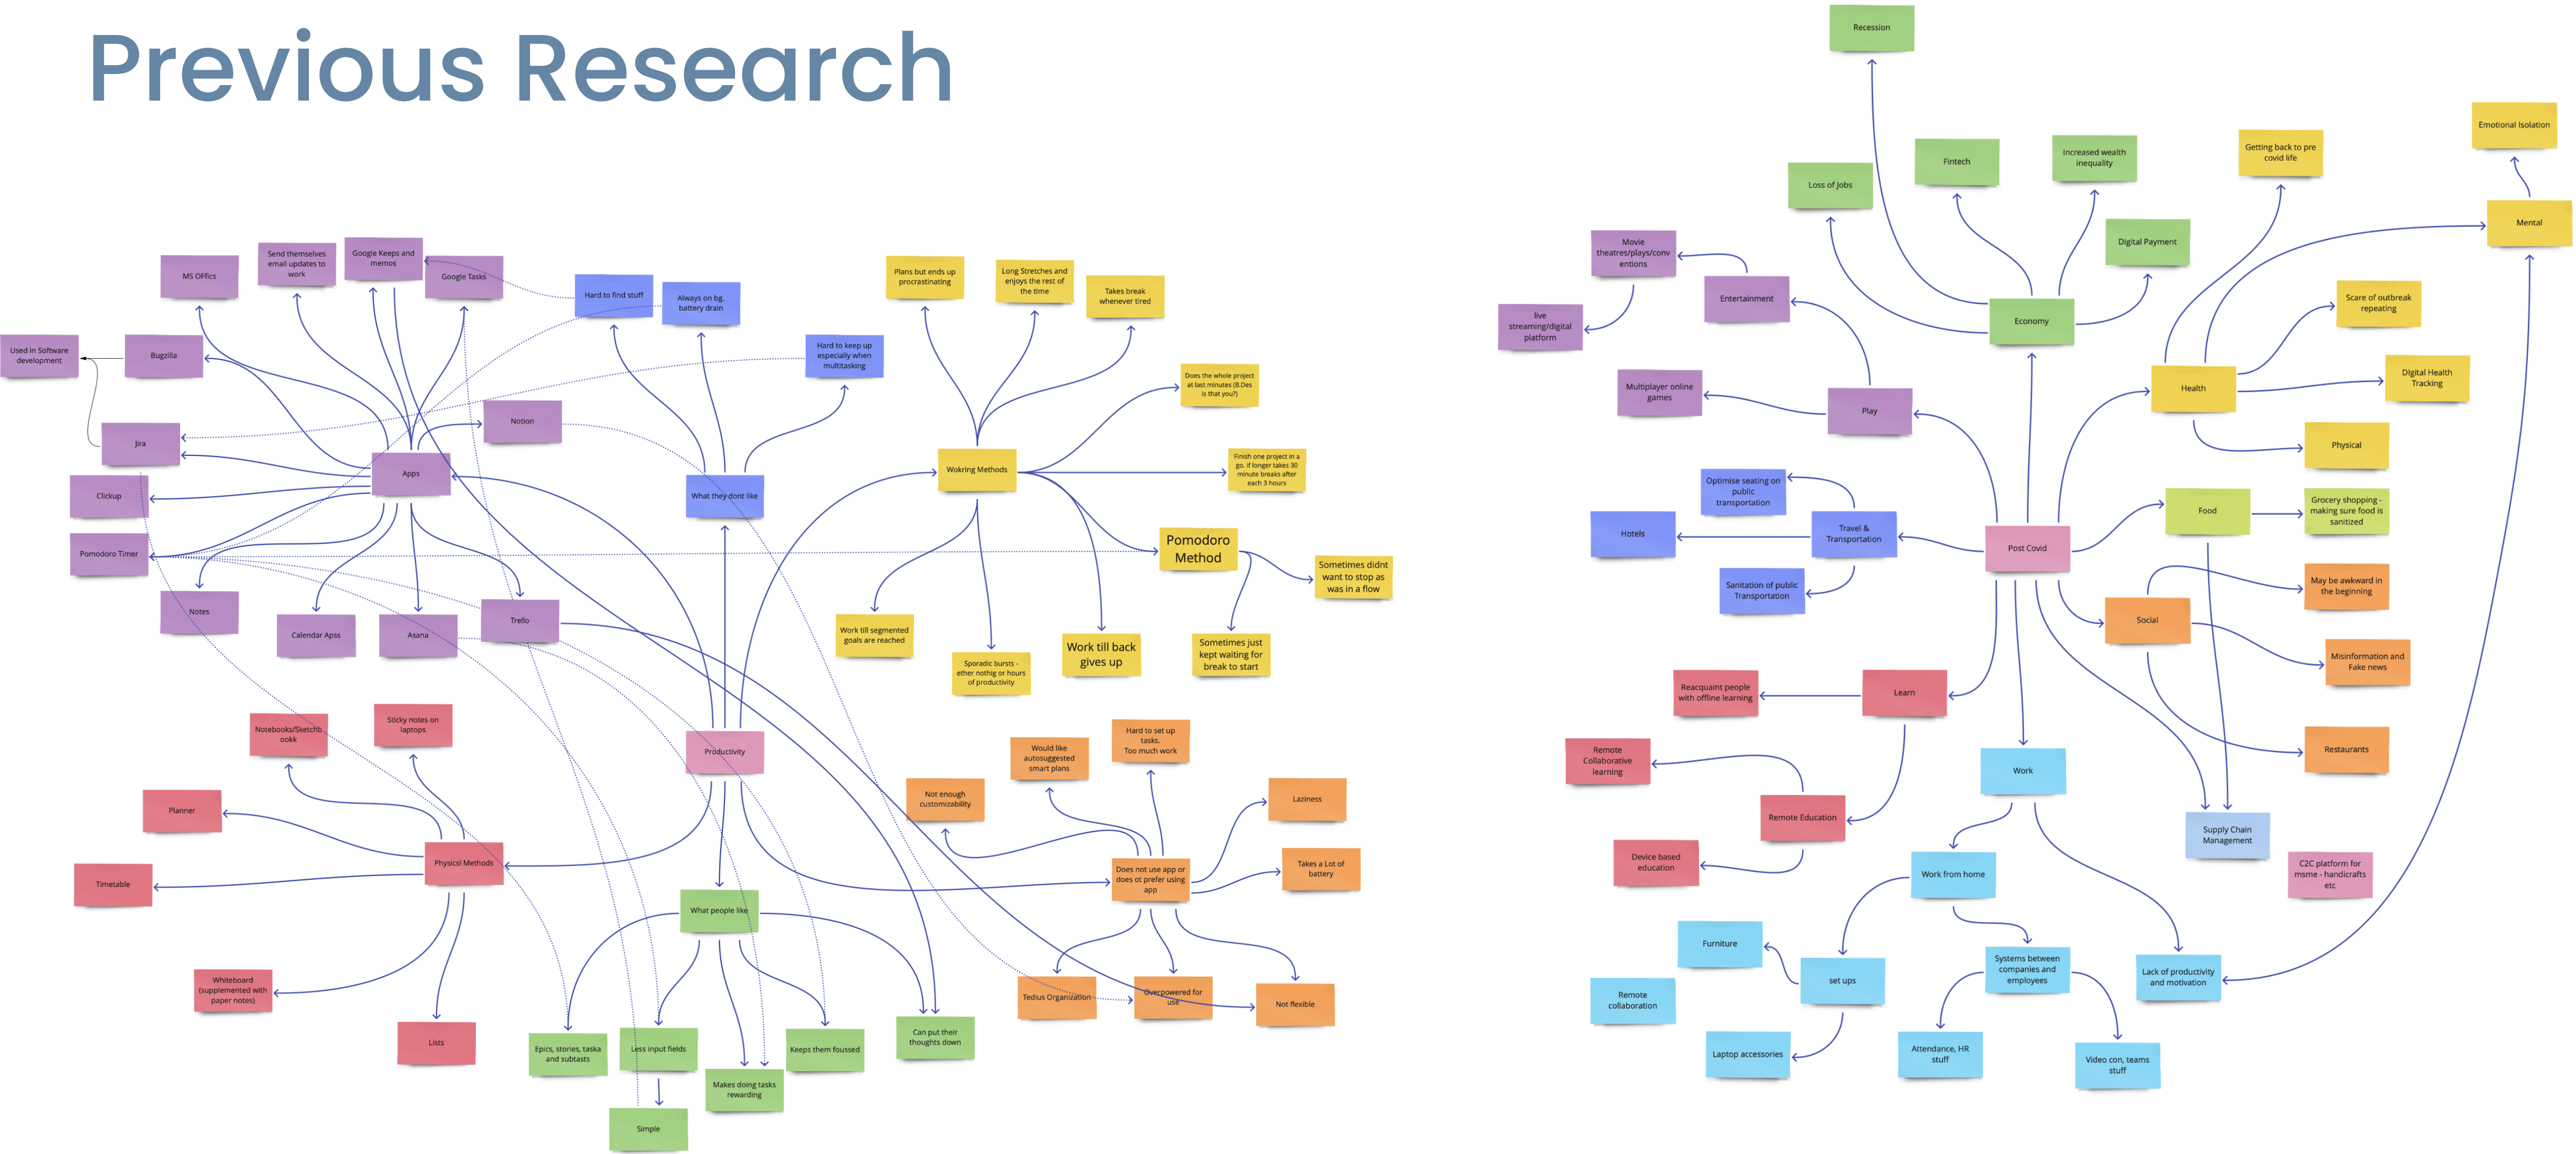 Previous Research
MS OFfics
Send themselves
email updates to
work
Google Keeps and
memos
Google Tasks
Hard to find stuff
Always on bg.
battery drain
Used in Software
development
Bugzilla
Hard to keep up
especially when
multitasking
Jira
Notion
Apps
Clickup
What they dont like
Pomodoro Timer
Notes
Calendar Apss
Asana
Trello
Plans but ends up
procrastinating
Long Stretches and
enjoys the rest of
the time
Takes break
whenever tired
Does the whole project
at last minutes (B.Des
is that you?)
Wokring Methods
Finish one project in a
go. if longer takes 30
minute breaks after
each 3 hours
Pomodoro
Method
Sometimes didnt
want to stop as
was in a flow
Work till segmented
goals are reached
Sporadic bursts -
ether nothig or hours
of productivity
Work till back
gives up
Sometimes just
kept waiting for
break to start
Notebooks/Sketchb
ookk
Sticky notes on
laptops
Productivity
Planner
Physicsl Methods
Timetable
Whiteboard
(supplemented with
paper notes)
Lists
What people like
Epics, stories, taska
and subtasts
Less input fields
Makes doing tasks
rewarding
Keeps them foussed
Can put their
thoughts down
Simple
Not enough
customizability
Would like
autosuggested
smart plans
Hard to set up
tasks.
Too much work
Laziness
Does not use app or
does ot prefer using
app
Takes a Lot of
battery
Tedius Organization
Overpowered for
use
Not flexible
Recession
Loss of Jobs
Fintech
Increased wealth
inequality
Digital Payment
Economy
Getting back to pre
covid life
Emotional Isolation
Mental
Scare of outbreak
repeating
Health
DIgital Health
Tracking
Physical
Movie
theatres/plays/conv
entions
Entertainment
live
streaming/digital
platform
Multiplayer online
games
Play
Optimise seating on
public
transportation
Hotels
Travel &
Transportation
Sanitation of public
Transportation
Post Covid
Food
Grocery shopping -
making sure food is
sanitized
Social
May be awkward in
the beginning
Misinformation and
Fake news
Restaurants
Reacquaint people
with offline learning
Learn
Remote
Collaborative
learning
Remote Education
Device based
education
Work
Supply Chain
Management
C2C platform for
msme - handicrafts
etc
Work from home
Furniture
set ups
Systems between
companies and
employees
Lack of productivity
and motivation
Remote
collaboration
Laptop accessories
Attendance, HR
stuff
Video con, teams
stuff